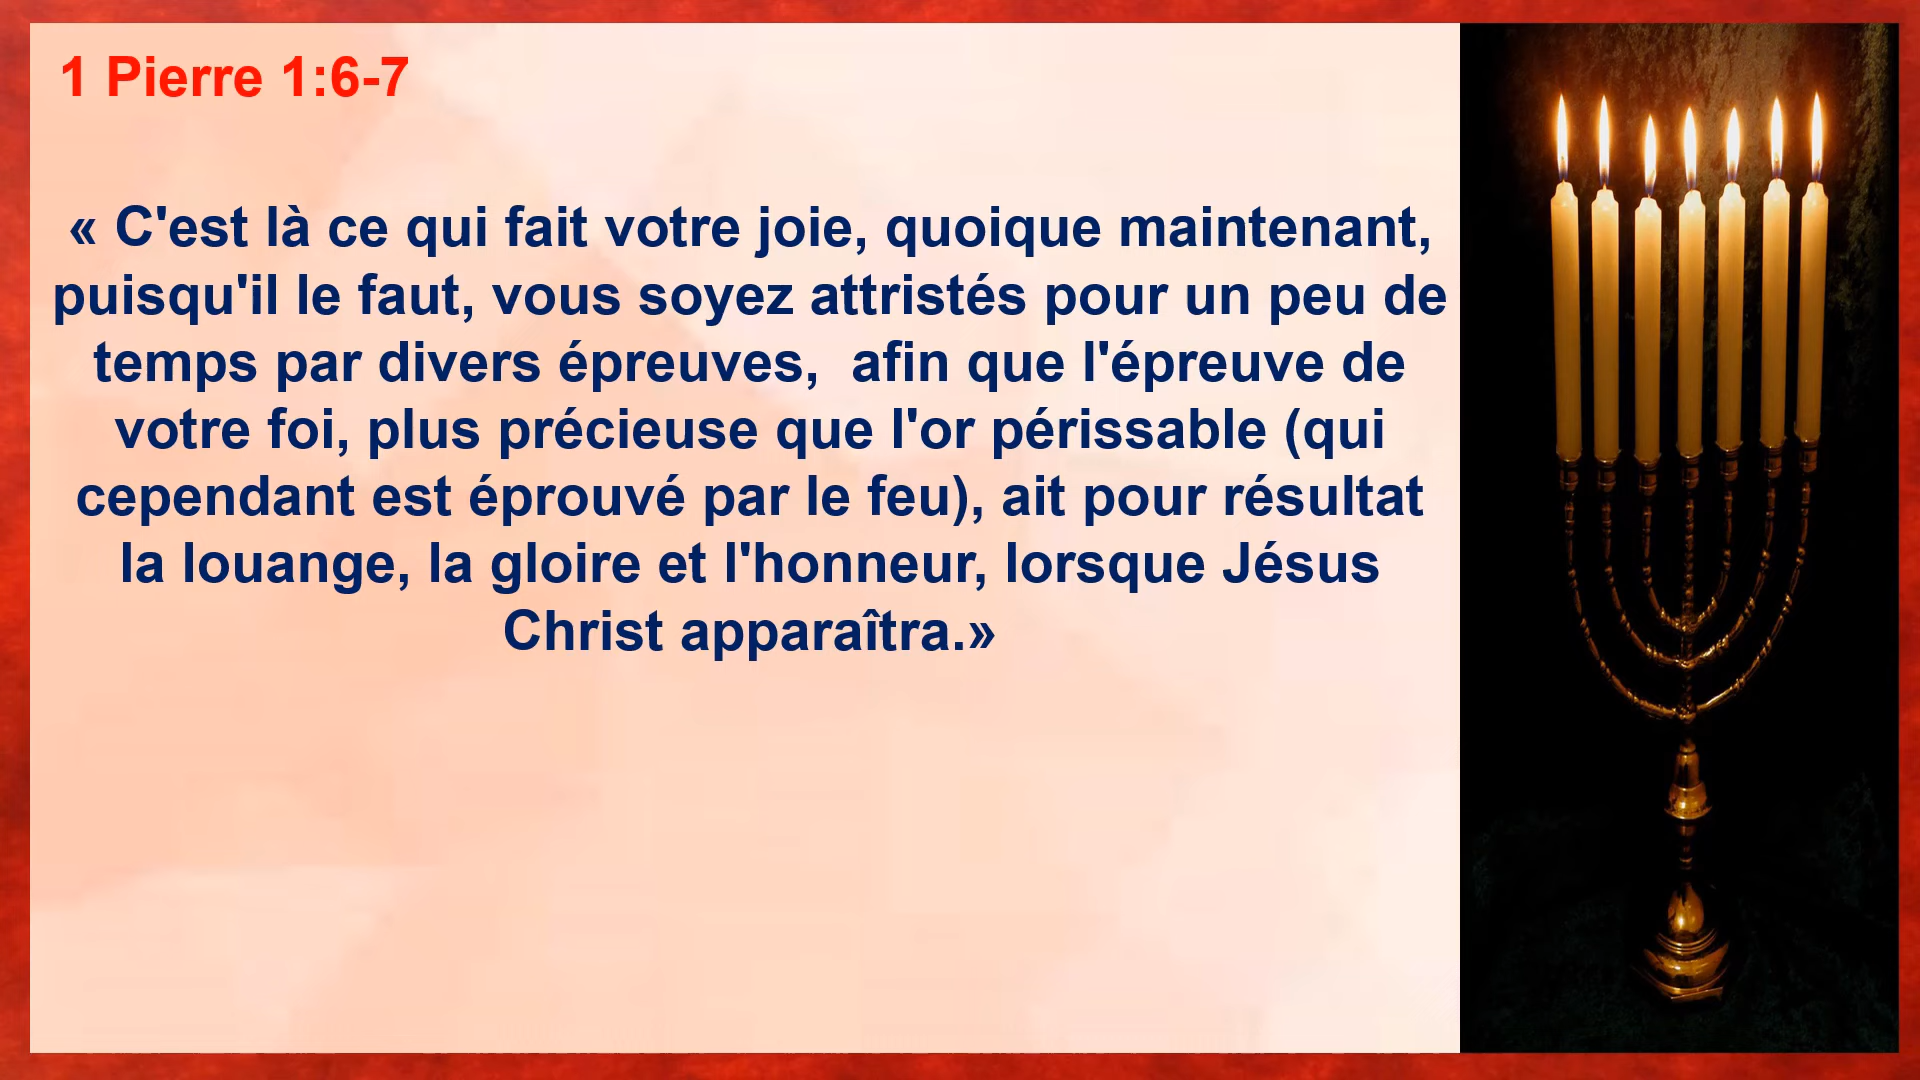 1 Pierre 1:6-7
« C'est là ce qui fait votre joie, quoique maintenant,
puisqu'il le faut, vous soyez attristés pour un peu de
temps par divers épreuves,  afin que l'épreuve de
votre foi, plus précieuse que l'or périssable (qui
cependant est éprouvé par le feu), ait pour résultat
la louange, la gloire et l'honneur, lorsque Jésus
Christ apparaîtra.»